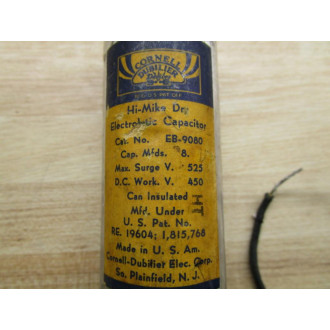 CORNELL
DUBILIER
Hi-Mike Dry
Electrolytic Capacitor
Cat. No. EB-9080
Cap. Mfds. 8.
Max. Surge V. 525
D.C. Work. V. 450
Can Insulated
HT
Mfd. Under
U. S. Pat. No.
RE. 19604; 1,815,768
Made in U. S. Am.
Cornell-Dubilier Elec. Corp.
So. Plainfield, N. J.